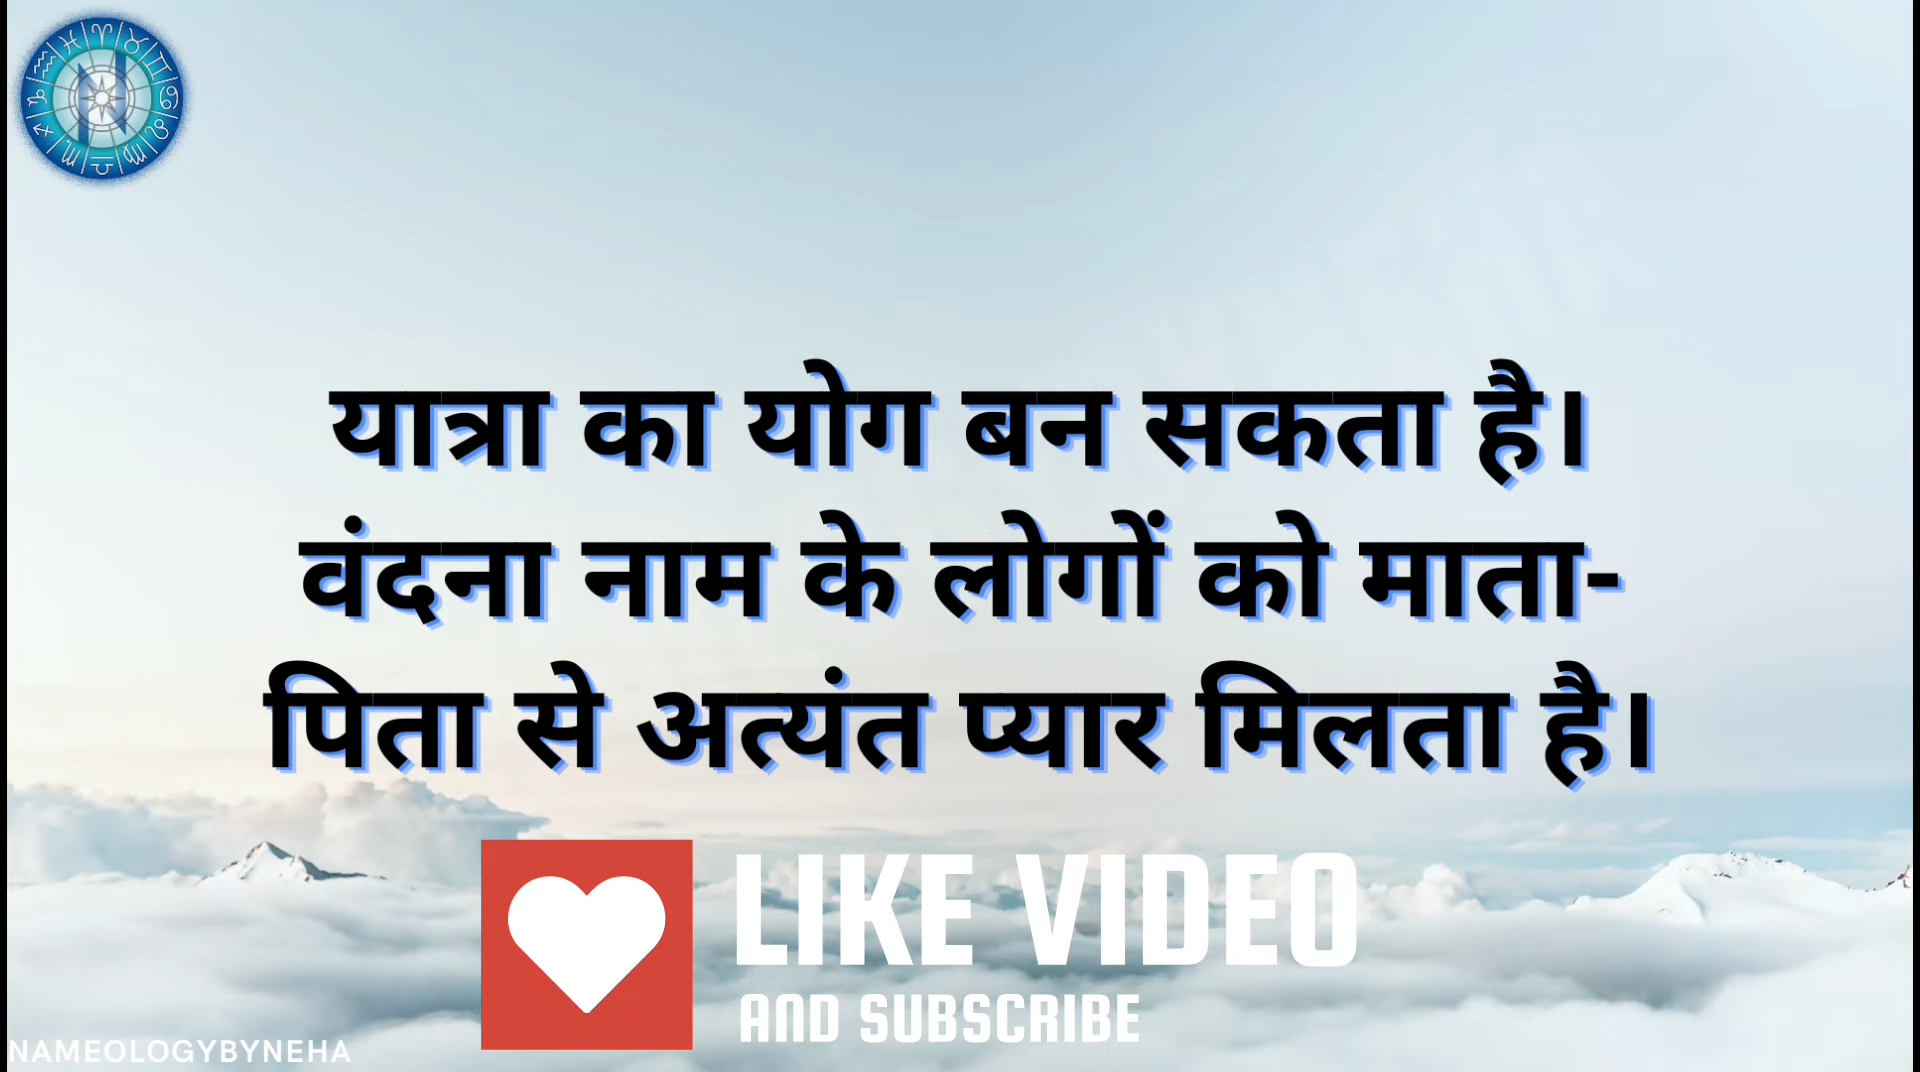 यात्रा का योग बन सकता है।
वंदना नाम के लोगों को माता-
पिता से अत्यंत प्यार मिलता है।
LIKE VIDEO
AND SUBSCRIBE
NAMEOLOGYBYNEHA